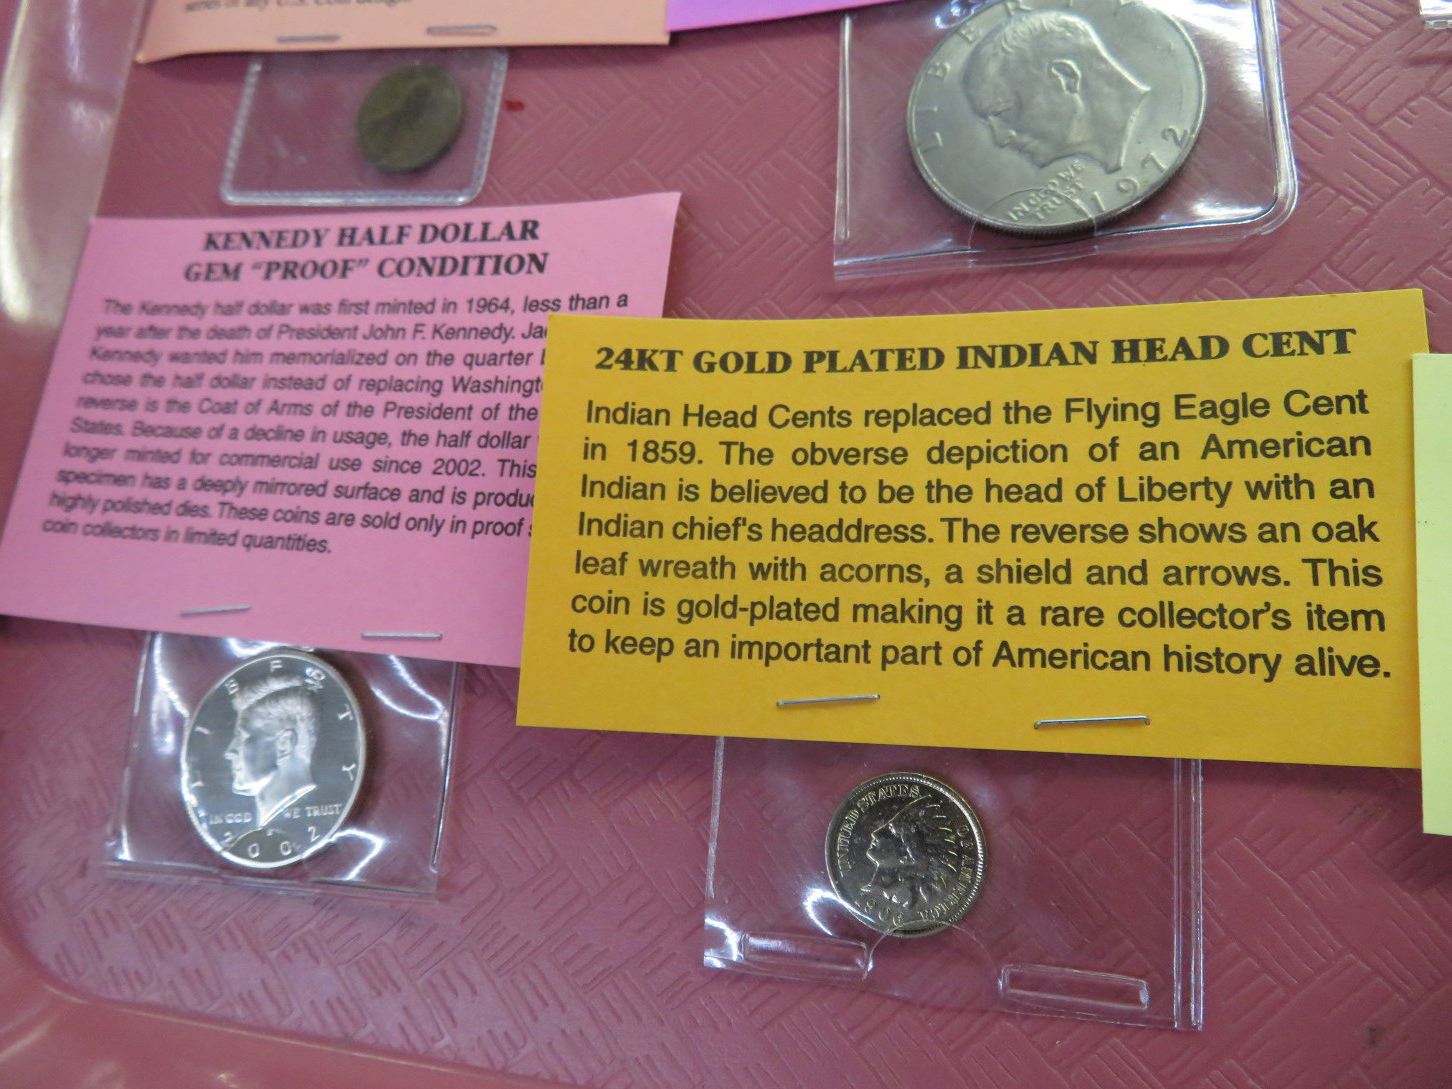 series of any U.S. Coin design.
LIBERTY
IN GOD WE
TRUST
1972
KENNEDY HALF DOLLAR
GEM "PROOF" CONDITION
The Kennedy half dollar was first minted in 1964, less than a
year after the death of President John F. Kennedy.
Kennedy wanted him memorialized on the quarter
chose the half dollar instead of replacing
reverse is the Coat of Arms of the President of the
States. Because of a decline in usage, the half dollar
longer minted for commercial use since 2002. This
specimen has a deeply mirrored surface and is
highly polished dies. These coins are sold only in proof
coin collectors in limited quantities.
24KT GOLD PLATED INDIAN HEAD CENT
Indian Head Cents replaced the Flying Eagle Cent
in 1859. The obverse depiction of an American
Indian is believed to be the head of Liberty with an
Indian chief's headdress. The reverse shows an oak
leaf wreath with acorns, a shield and arrows. This
coin is gold-plated making it a rare collector's item
to keep an important part of American history alive.
LIBERTY
IN GOD WE TRUST
2002
UNITED STATES OF AMERICA